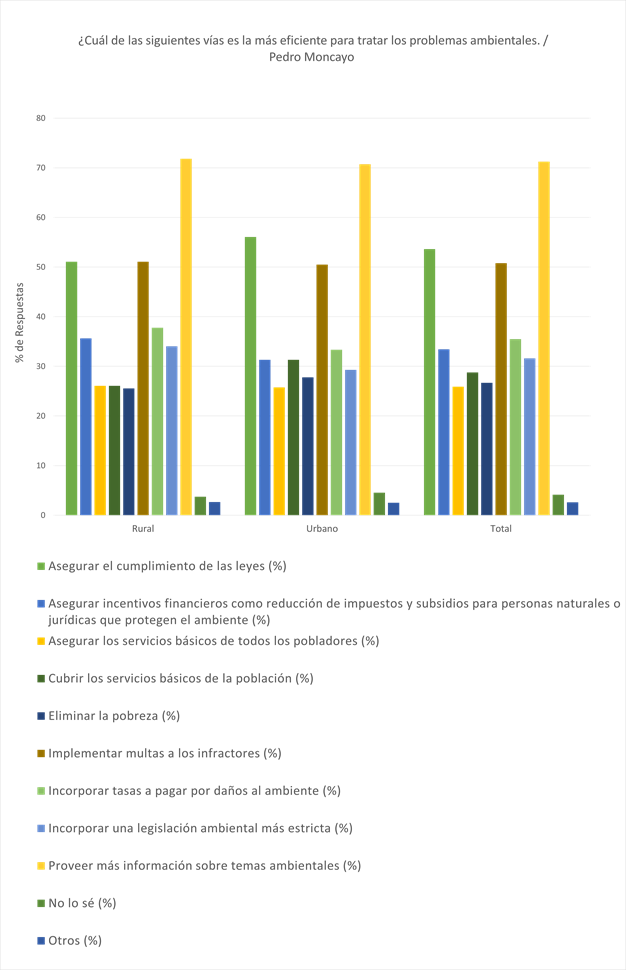 ¿Cuál de las siguientes vías es la más eficiente para tratar los problemas ambientales. /
Pedro Moncayo
80
70
60
50
40
30
20
10
0
% de Respuestas
Rural
Urbano
Total
Asegurar el cumplimiento de las leyes (%)
Asegurar incentivos financieros como reducción de impuestos y subsidios para personas naturales o
jurídicas que protegen el ambiente (%)
Asegurar los servicios básicos de todos los pobladores (%)
Cubrir los servicios básicos de la población (%)
Eliminar la pobreza (%)
Implementar multas a los infractores (%)
Incorporar tasas a pagar por daños al ambiente (%)
Incorporar una legislación ambiental más estricta (%)
Proveer más información sobre temas ambientales (%)
No lo sé (%)
Otros (%)